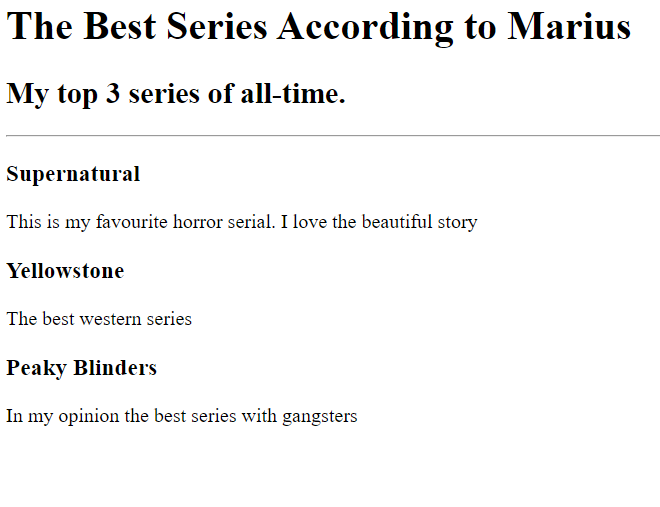 The Best Series According to Marius
My top 3 series of all-time.
Supernatural
This is my favourite horror serial. I love the beautiful story
Yellowstone
The best western series
Peaky Blinders
In my opinion the best series with gangsters